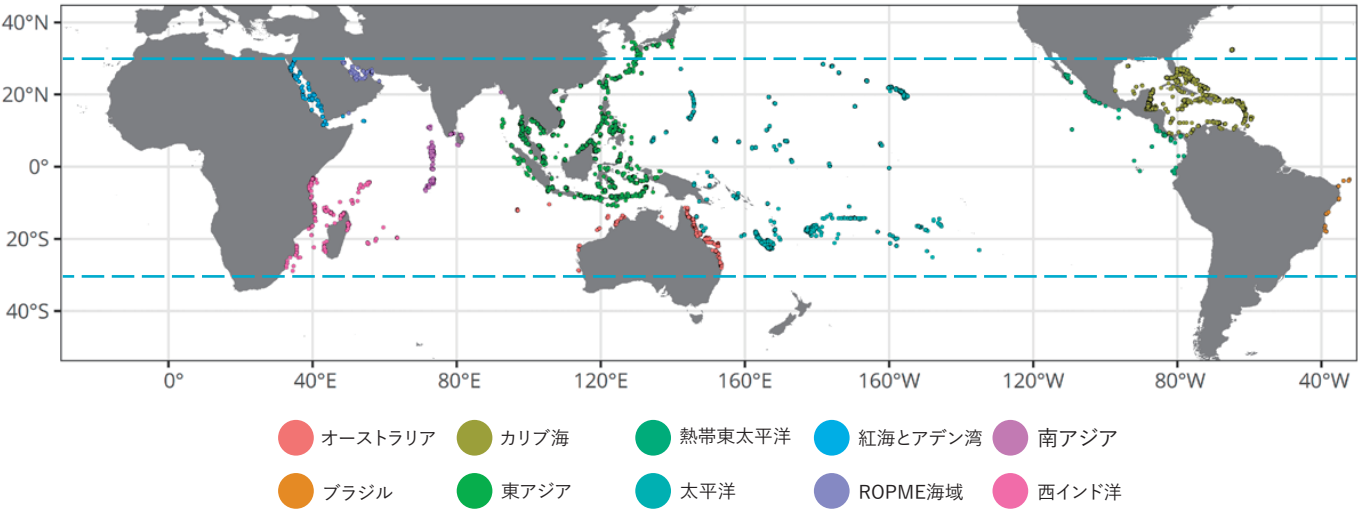 40°N
20°N
0°
20°S
40°S
0° 40°E 80°E 120°E 160°E 160°W 120°W 80°W 40°W
オーストラリア カリブ海 熱帯東太平洋 紅海とアデン湾 南アジア
ブラジル 東アジア 太平洋 ROPME海域 西インド洋